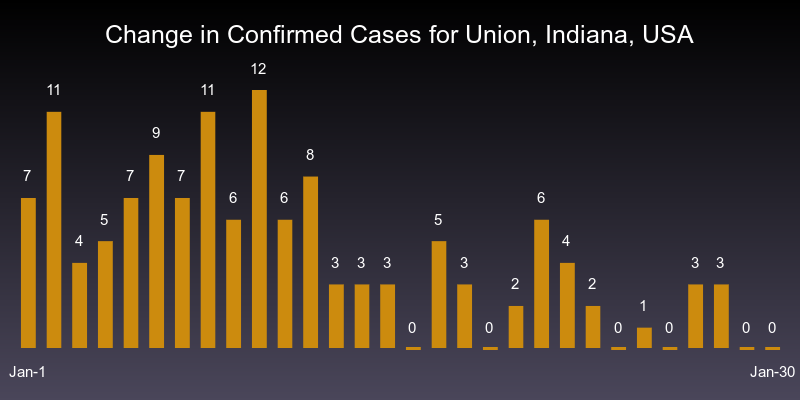 Change in Confirmed Cases for Union, Indiana, USA
7 11 4 5 7 9 7 11 6 12 6 8 3 3 3 0 5 3 0 2 6 4 2 0 1 0 3 3 0 0
Jan-1 Jan-30